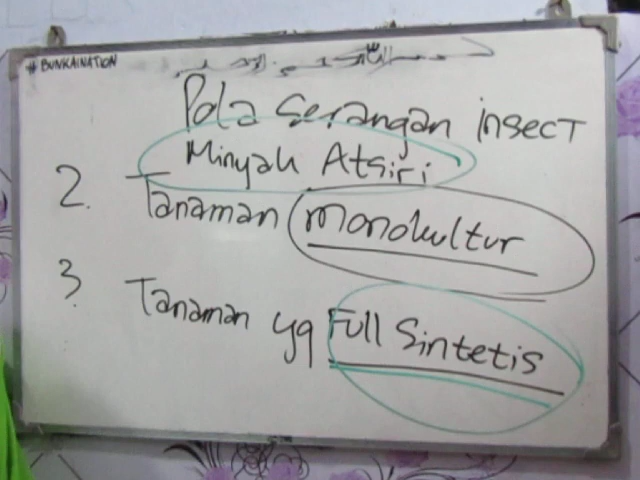 #BUNKAINATION
Pola Serangan insecT
Minyak Atsiri
2. Tanaman monokultur
3 Tanaman yg Full Sintetis